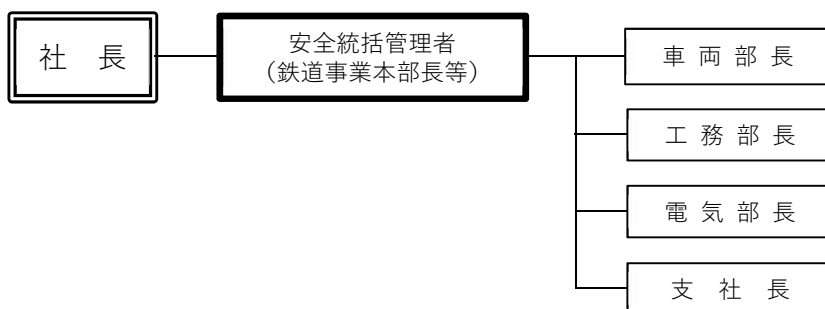 社　長
安全統括管理者
（鉄道事業本部長等）
車 両 部 長
工 務 部 長
電 気 部 長
支　社　長